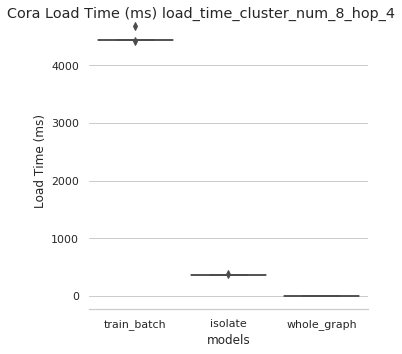 Cora Load Time (ms) load_time_cluster_num_8_hop_4
4000
3000
2000
1000
0
Load Time (ms)
train_batch isolate whole_graph
models